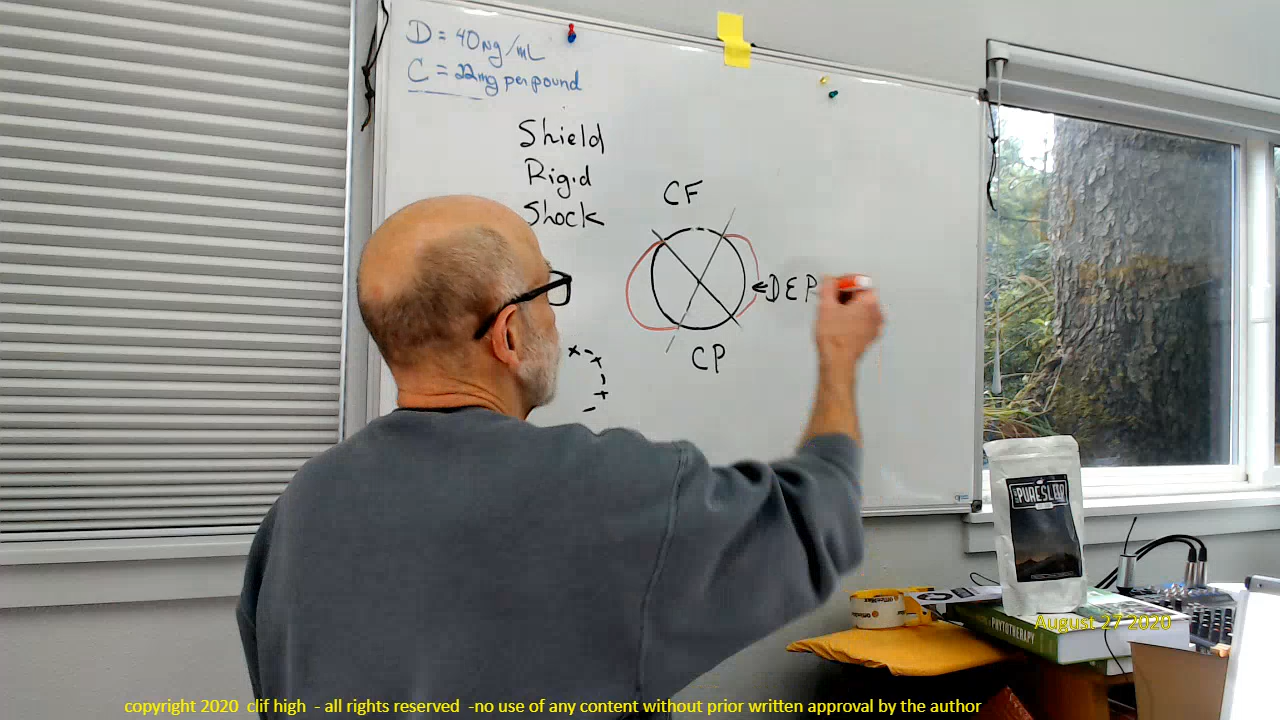 D = 40ng/mL
C = 22mg per pound
Shield
Rigid
Shock
CF
DEP
CP
PURESLEEP
PHYTOTHERAPY
OfficeMax
August 27 2020
copyright 2020 clif high - all rights reserved -no use of any content without prior written approval by the author